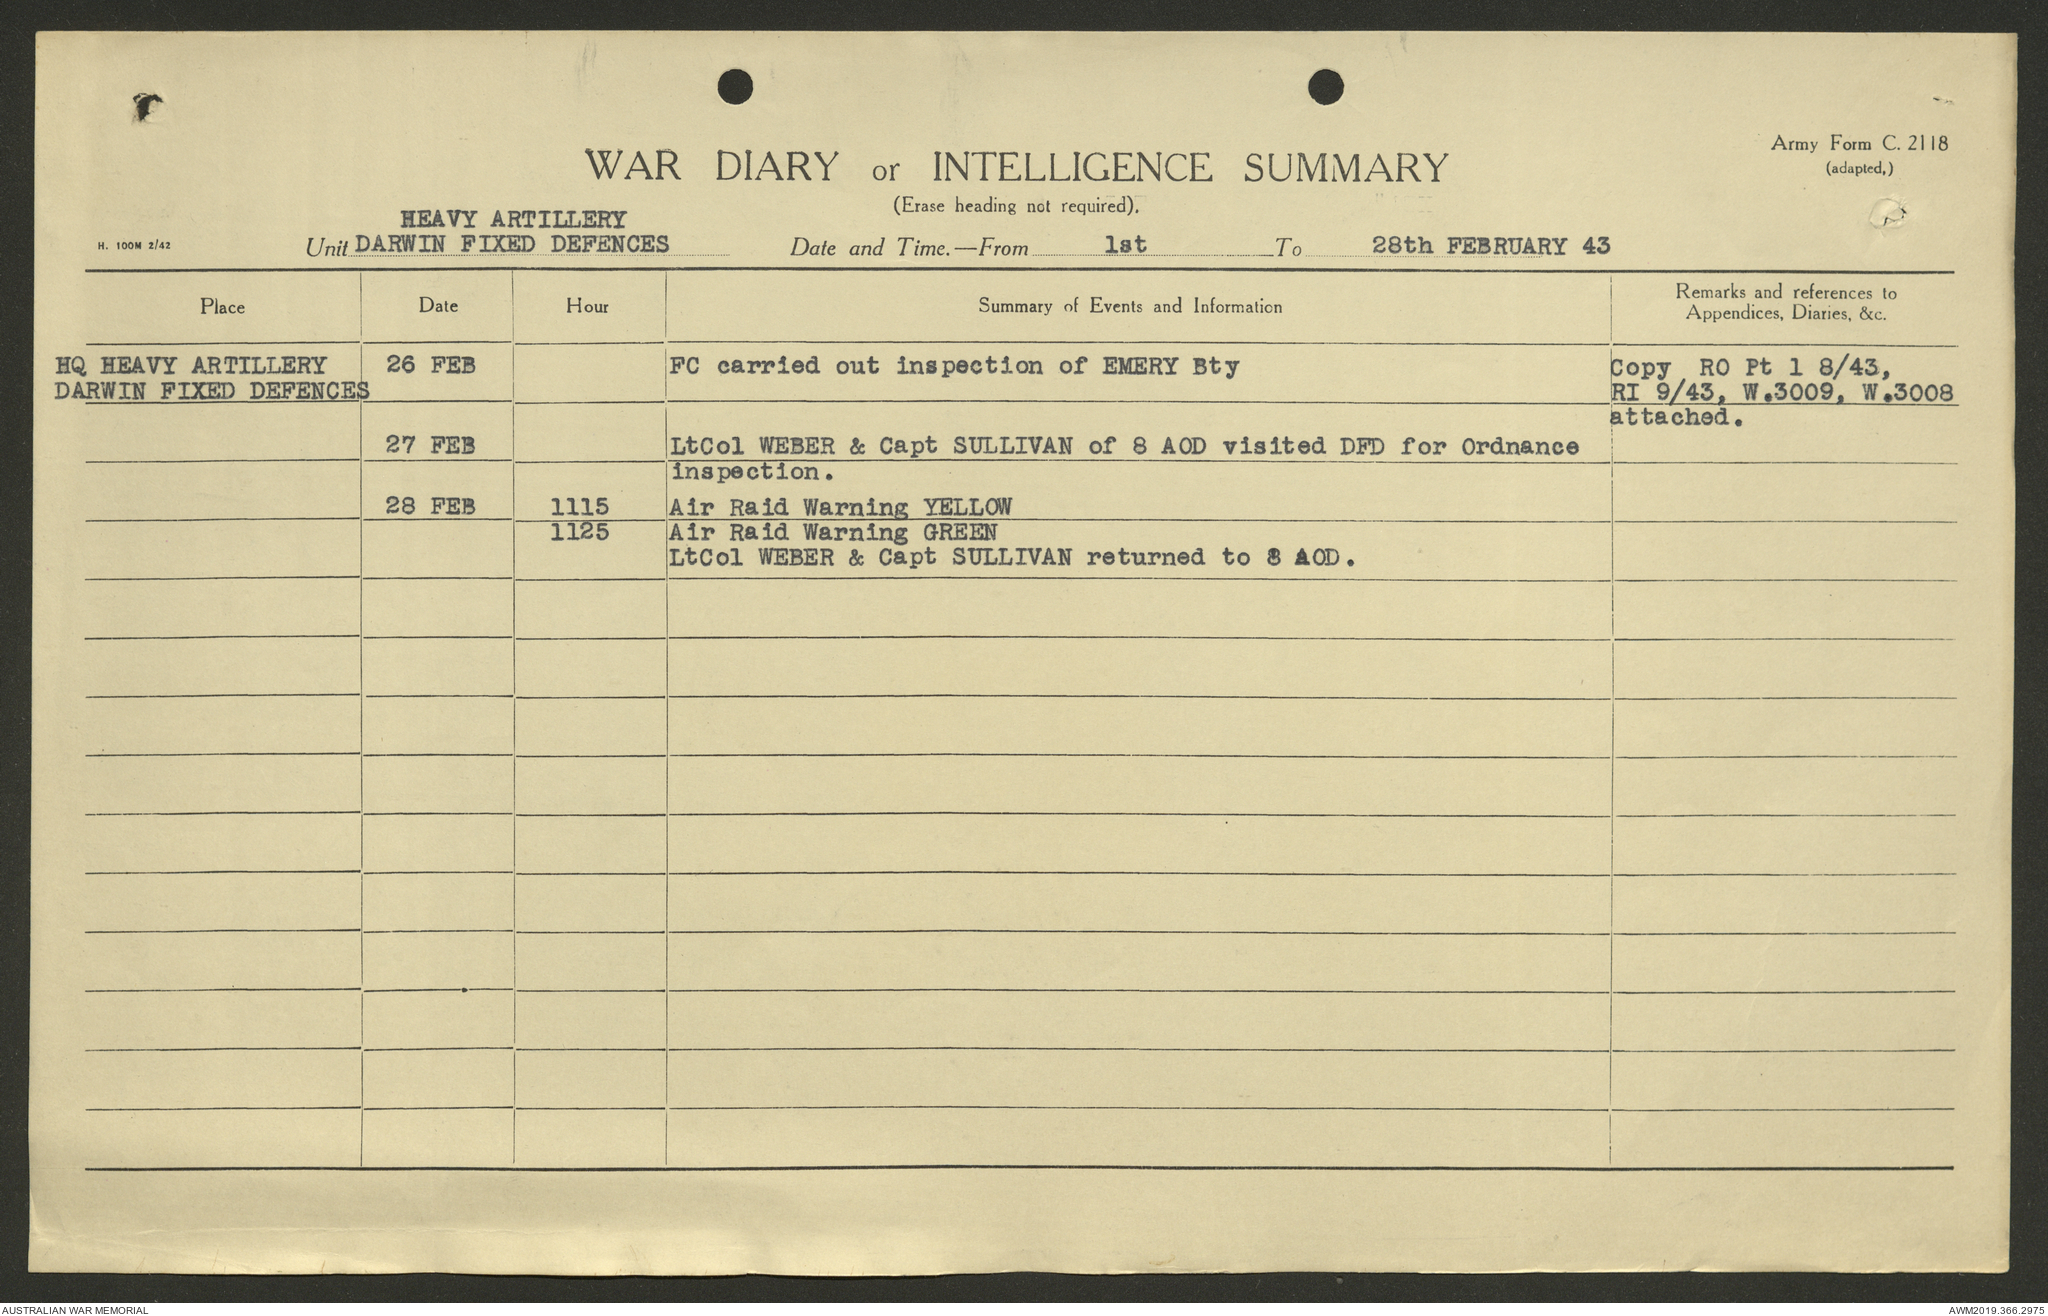 Army Form C. 2118
(adapted,)
WAR DIARY or INTELLIGENCE SUMMARY
(Erase heading not required).
HEAVY ARTILLERY
H. 100M 2/42 Unit DARWIN FIXED DEFENCES Date and Time.—From 1st To 28th FEBRUARY 43
Place Date Hour Summary of Events and Information Remarks and references to
Appendices, Diaries, &c.
HQ HEAVY ARTILLERY 26 FEB FC carried out inspection of EMERY Bty Copy RO Pt 1 8/43,
DARWIN FIXED DEFENCES RI 9/43, W.3009, W.3008
attached.
27 FEB LtCol WEBER & Capt SULLIVAN of 8 AOD visited DFD for Ordnance
inspection.
28 FEB 1115 Air Raid Warning YELLOW
1125 Air Raid Warning GREEN
LtCol WEBER & Capt SULLIVAN returned to 8 AOD.
AUSTRALIAN WAR MEMORIAL AWM2019.366.2975